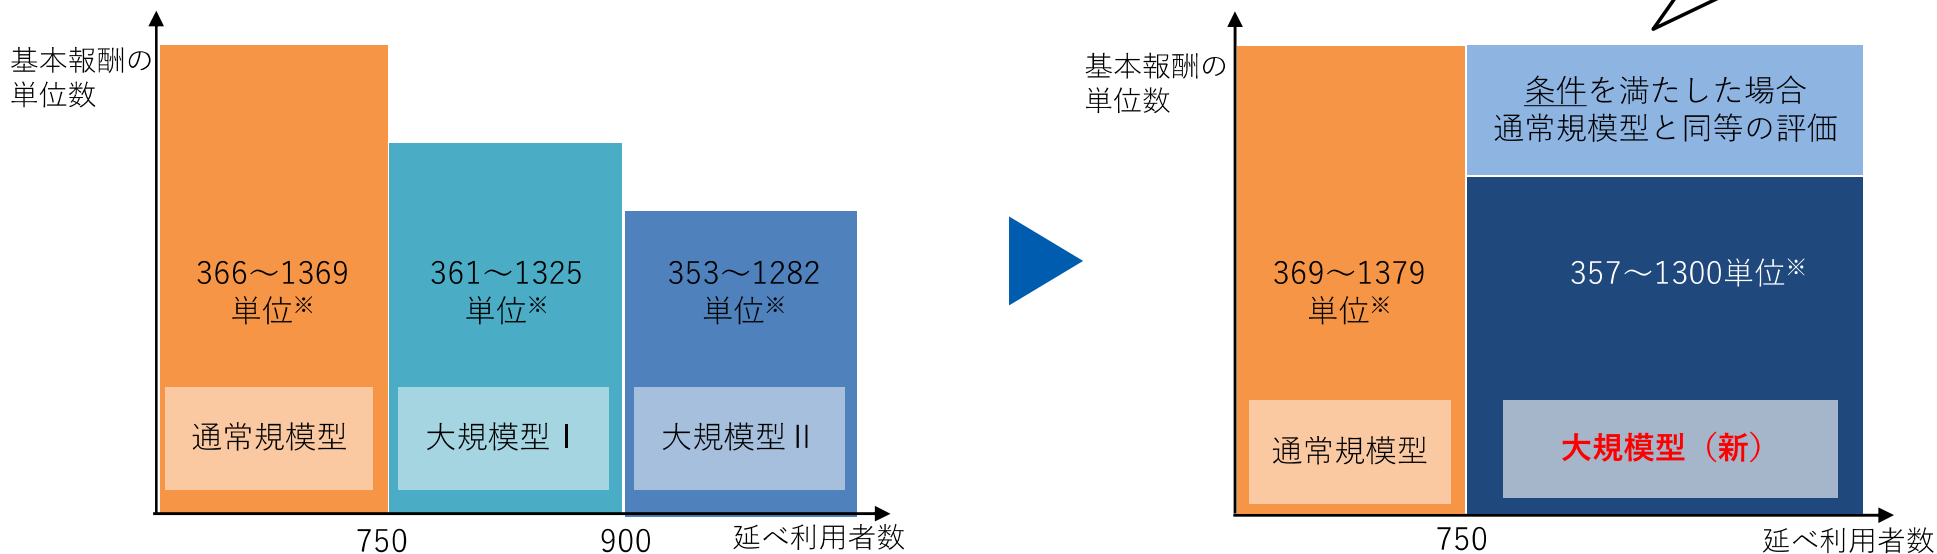 基本報酬の
単位数
366～1369
単位※
361～1325
単位※
353～1282
単位※
通常規模型
大規模型Ⅰ
大規模型Ⅱ
750
900
延べ利用者数
基本報酬の
単位数
条件を満たした場合
通常規模型と同等の評価
369～1379
単位※
357～1300単位※
通常規模型
大規模型（新）
750
延べ利用者数